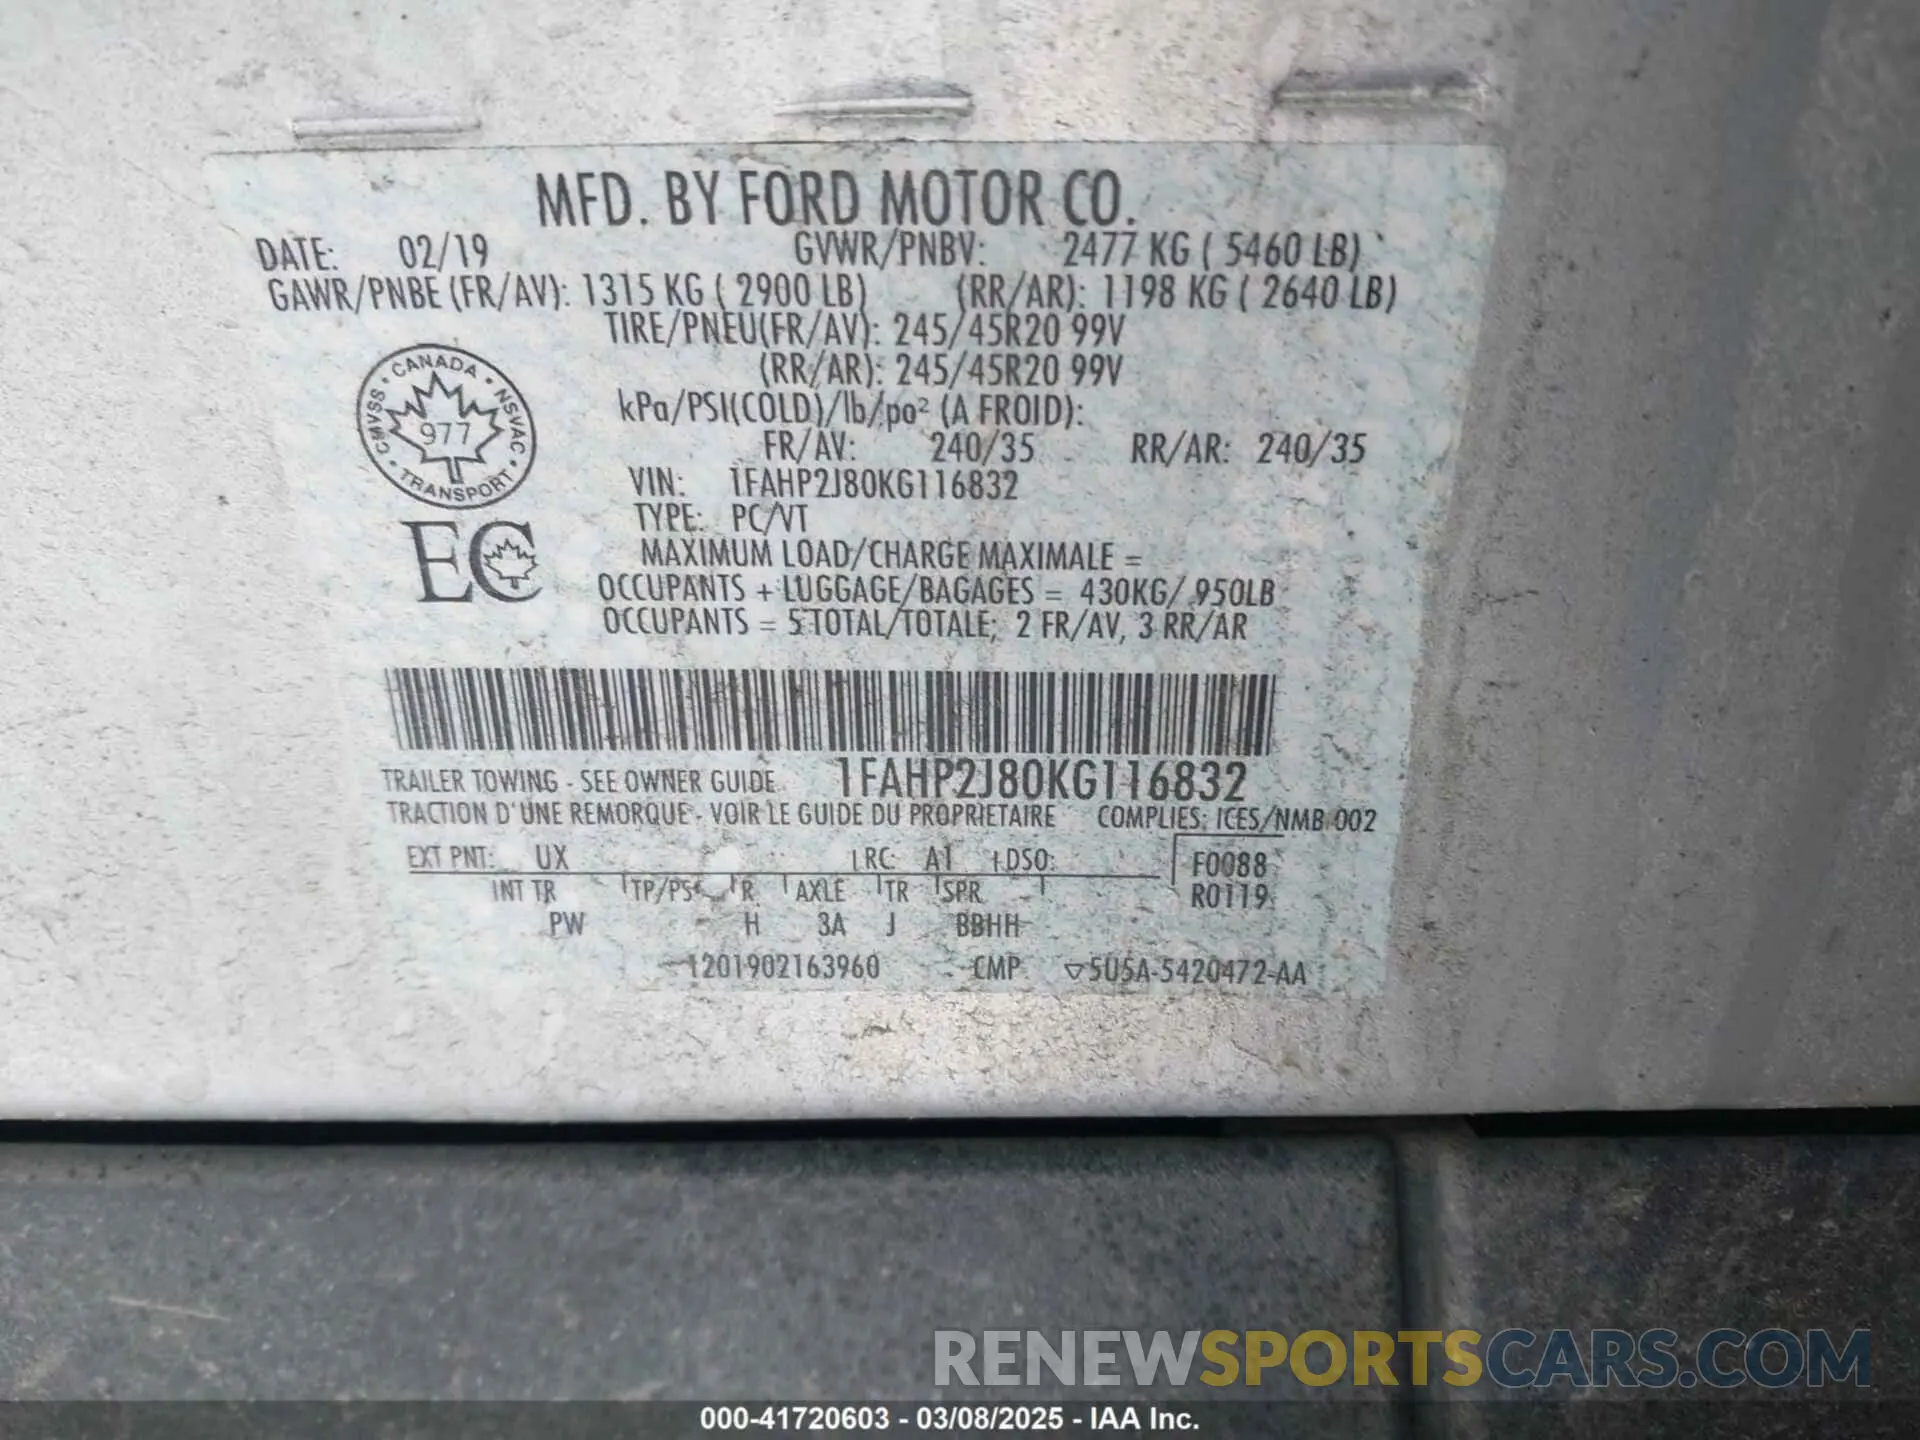 MFD. BY FORD MOTOR CO.
DATE: 02/19 GVWR/PNBV: 2477 KG ( 5460 LB)
GAWR/PNBE (FR/AV): 1315 KG ( 2900 LB) (RR/AR): 1198 KG ( 2640 LB)
TIRE/PNEU(FR/AV): 245/45R20 99V
(RR/AR): 245/45R20 99V
kPa/PSI(COLD)/lb/po² (A FROID):
FR/AV: 240/35 RR/AR: 240/35
CANADA • NSVAC • TRANSPORT • CMVSS •
977
EC
VIN: 1FAHP2J80KG116832
TYPE: PC/VT
MAXIMUM LOAD/CHARGE MAXIMALE =
OCCUPANTS + LUGGAGE/BAGAGES = 430KG/ 950LB
OCCUPANTS = 5 TOTAL/TOTALE; 2 FR/AV, 3 RR/AR
TRAILER TOWING - SEE OWNER GUIDE 1FAHP2J80KG116832
TRACTION D'UNE REMORQUE - VOIR LE GUIDE DU PROPRIETAIRE COMPLIES: ICES/NMB 002
EXT PNT: UX RC: A1 DSO: F0088
INT TR TP/PS R AXLE TR SPR R0119
PW H 3A J BBHH
1201902163960 CMP ▽5U5A-5420472-AA
RENEWSPORTSCARS.COM
000-41720603 - 03/08/2025 - IAA Inc.